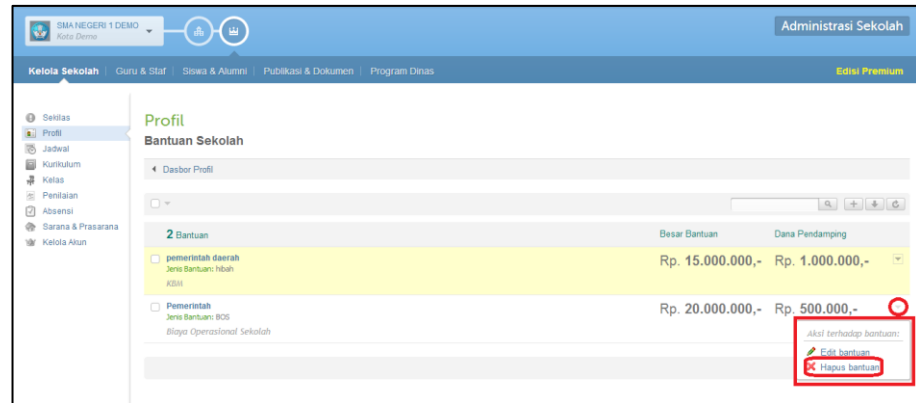 SMA NEGERI 1 DEMO
Kota Demo
Administrasi Sekolah
Kelola Sekolah | Guru & Staf | Siswa & Alumni | Publikasi & Dokumen | Program Dinas
Edisi Premium
Sekilas
Profil
Jadwal
Kurikulum
Kelas
Penilaian
Absensi
Sarana & Prasarana
Kelola Akun
Profil
Bantuan Sekolah
Dasbor Profil
2 Bantuan Besar Bantuan Dana Pendamping
pemerintah daerah Rp. 15.000.000,- Rp. 1.000.000,-
Jenis Bantuan: hibah
KBM
Pemerintah Rp. 20.000.000,- Rp. 500.000,-
Jenis Bantuan: BOS
Biaya Operasional Sekolah
Aksi terhadap bantuan:
Edit bantuan
Hapus bantuan